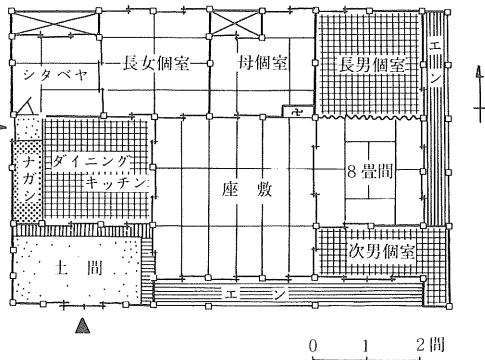 シタベヤ
長女個室
母個室
長男個室
エン
卍
ナガシ
ダイニング
キッチン
座敷
8畳間
次男個室
土間
エン
0 1 2間